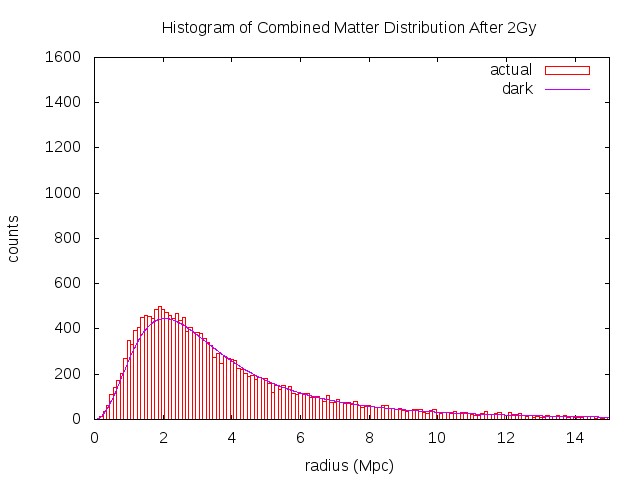 Histogram of Combined Matter Distribution After 2Gy
1600
1400
1200
1000
800
600
400
200
0
counts
actual
dark
0 2 4 6 8 10 12 14
radius (Mpc)